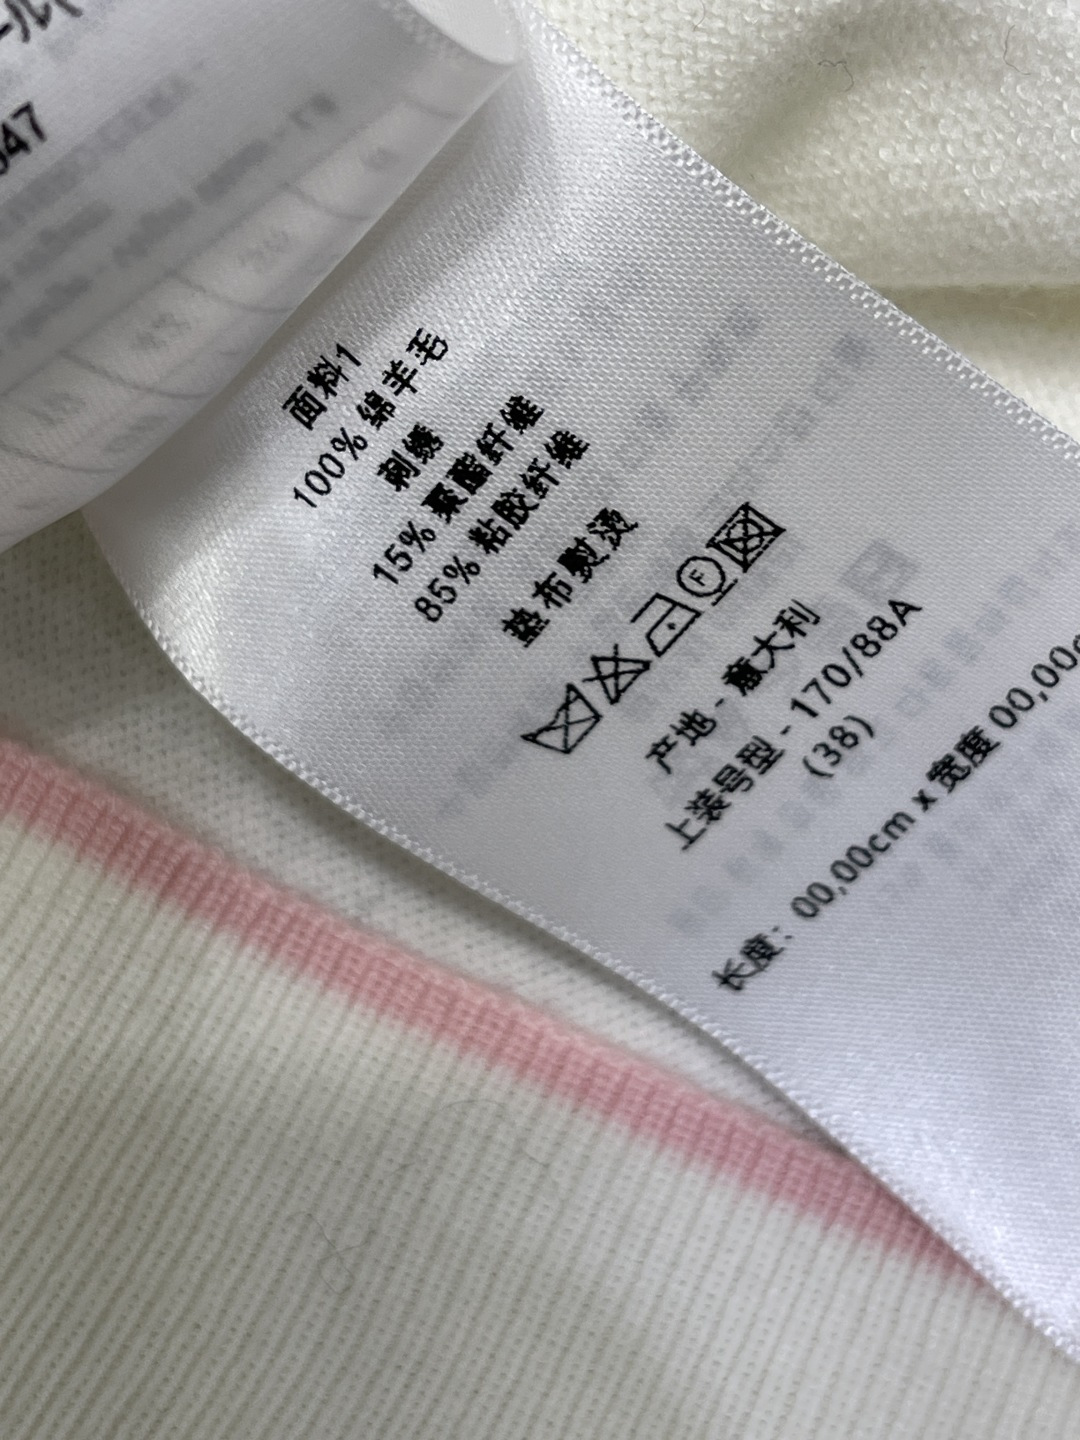 047
面料1
100% 绵羊毛
刺绣
15% 聚酯纤维
85% 粘胶纤维
垫布熨烫
F
产地 - 意大利
上装号型 - 170/88A
(38)
长度: 00,00cm x 宽度 00,00c